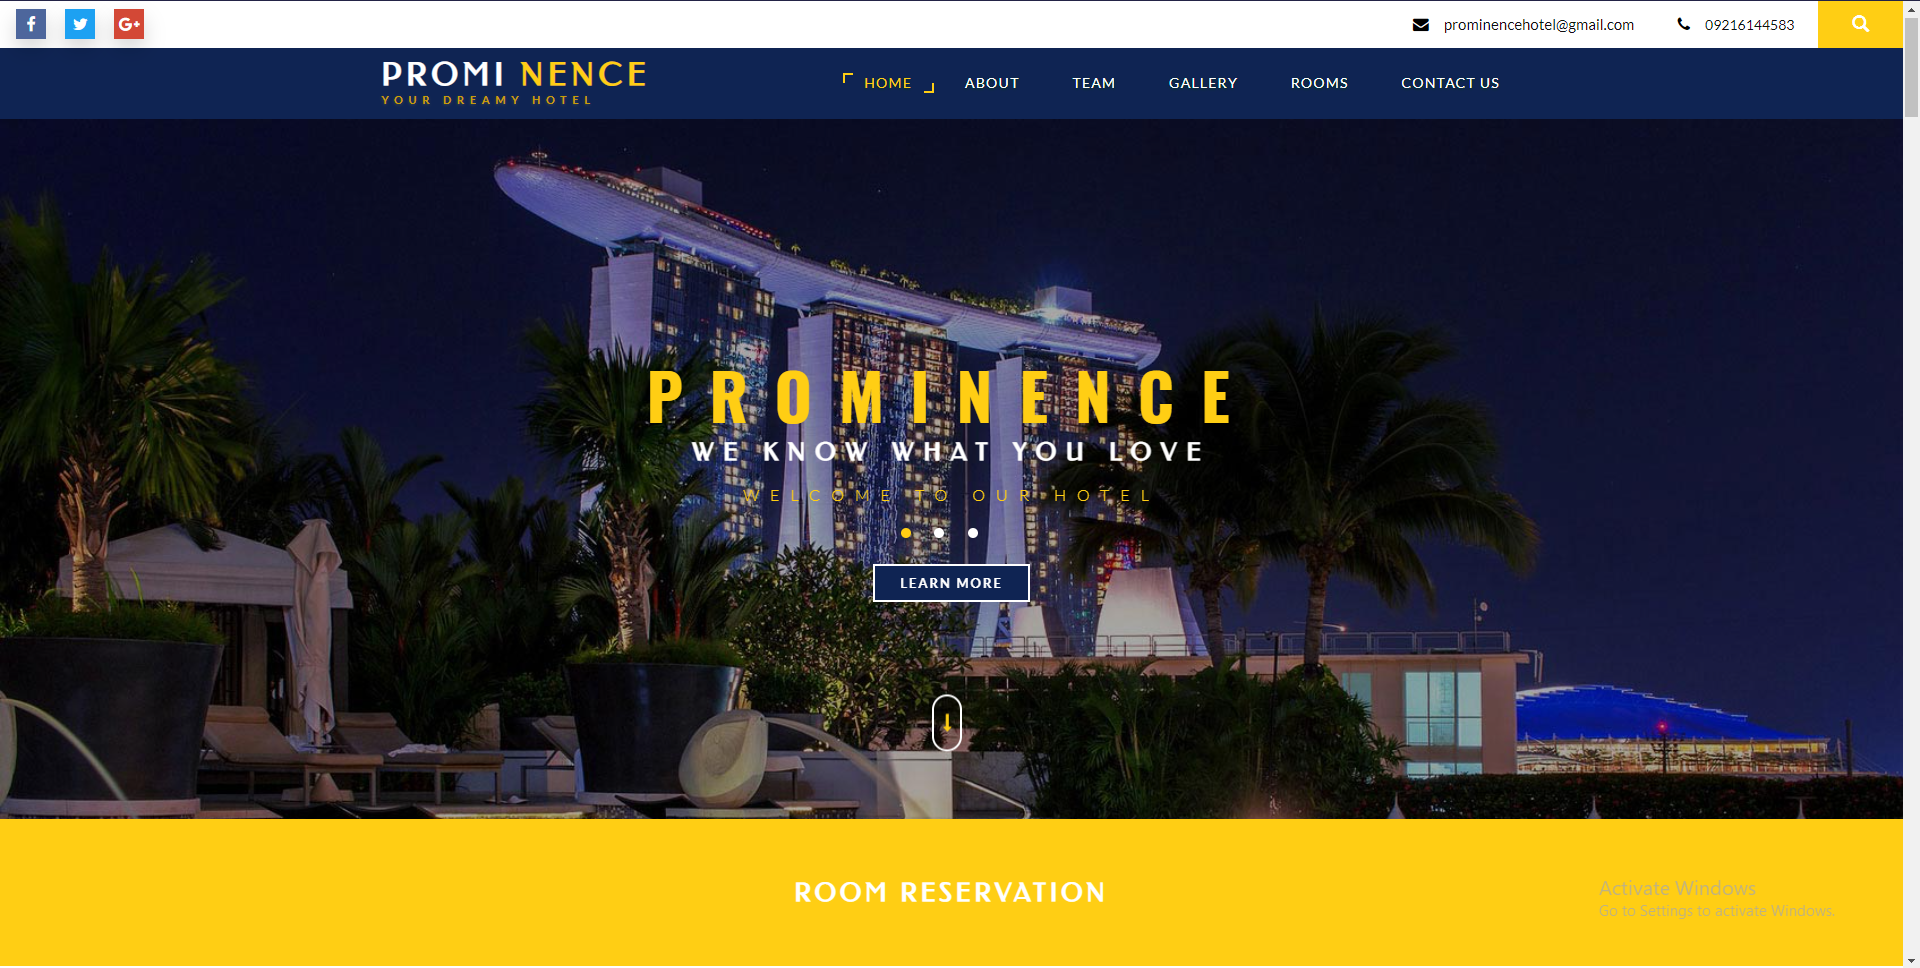 prominencehotel@gmail.com
09216144583
PROMI NENCE
YOUR DREAMY HOTEL
HOME
ABOUT
TEAM
GALLERY
ROOMS
CONTACT US
PROMINENCE
WE KNOW WHAT YOU LOVE
WELCOME TO OUR HOTEL
LEARN MORE
ROOM RESERVATION
Activate Windows
Go to Settings to activate Windows.